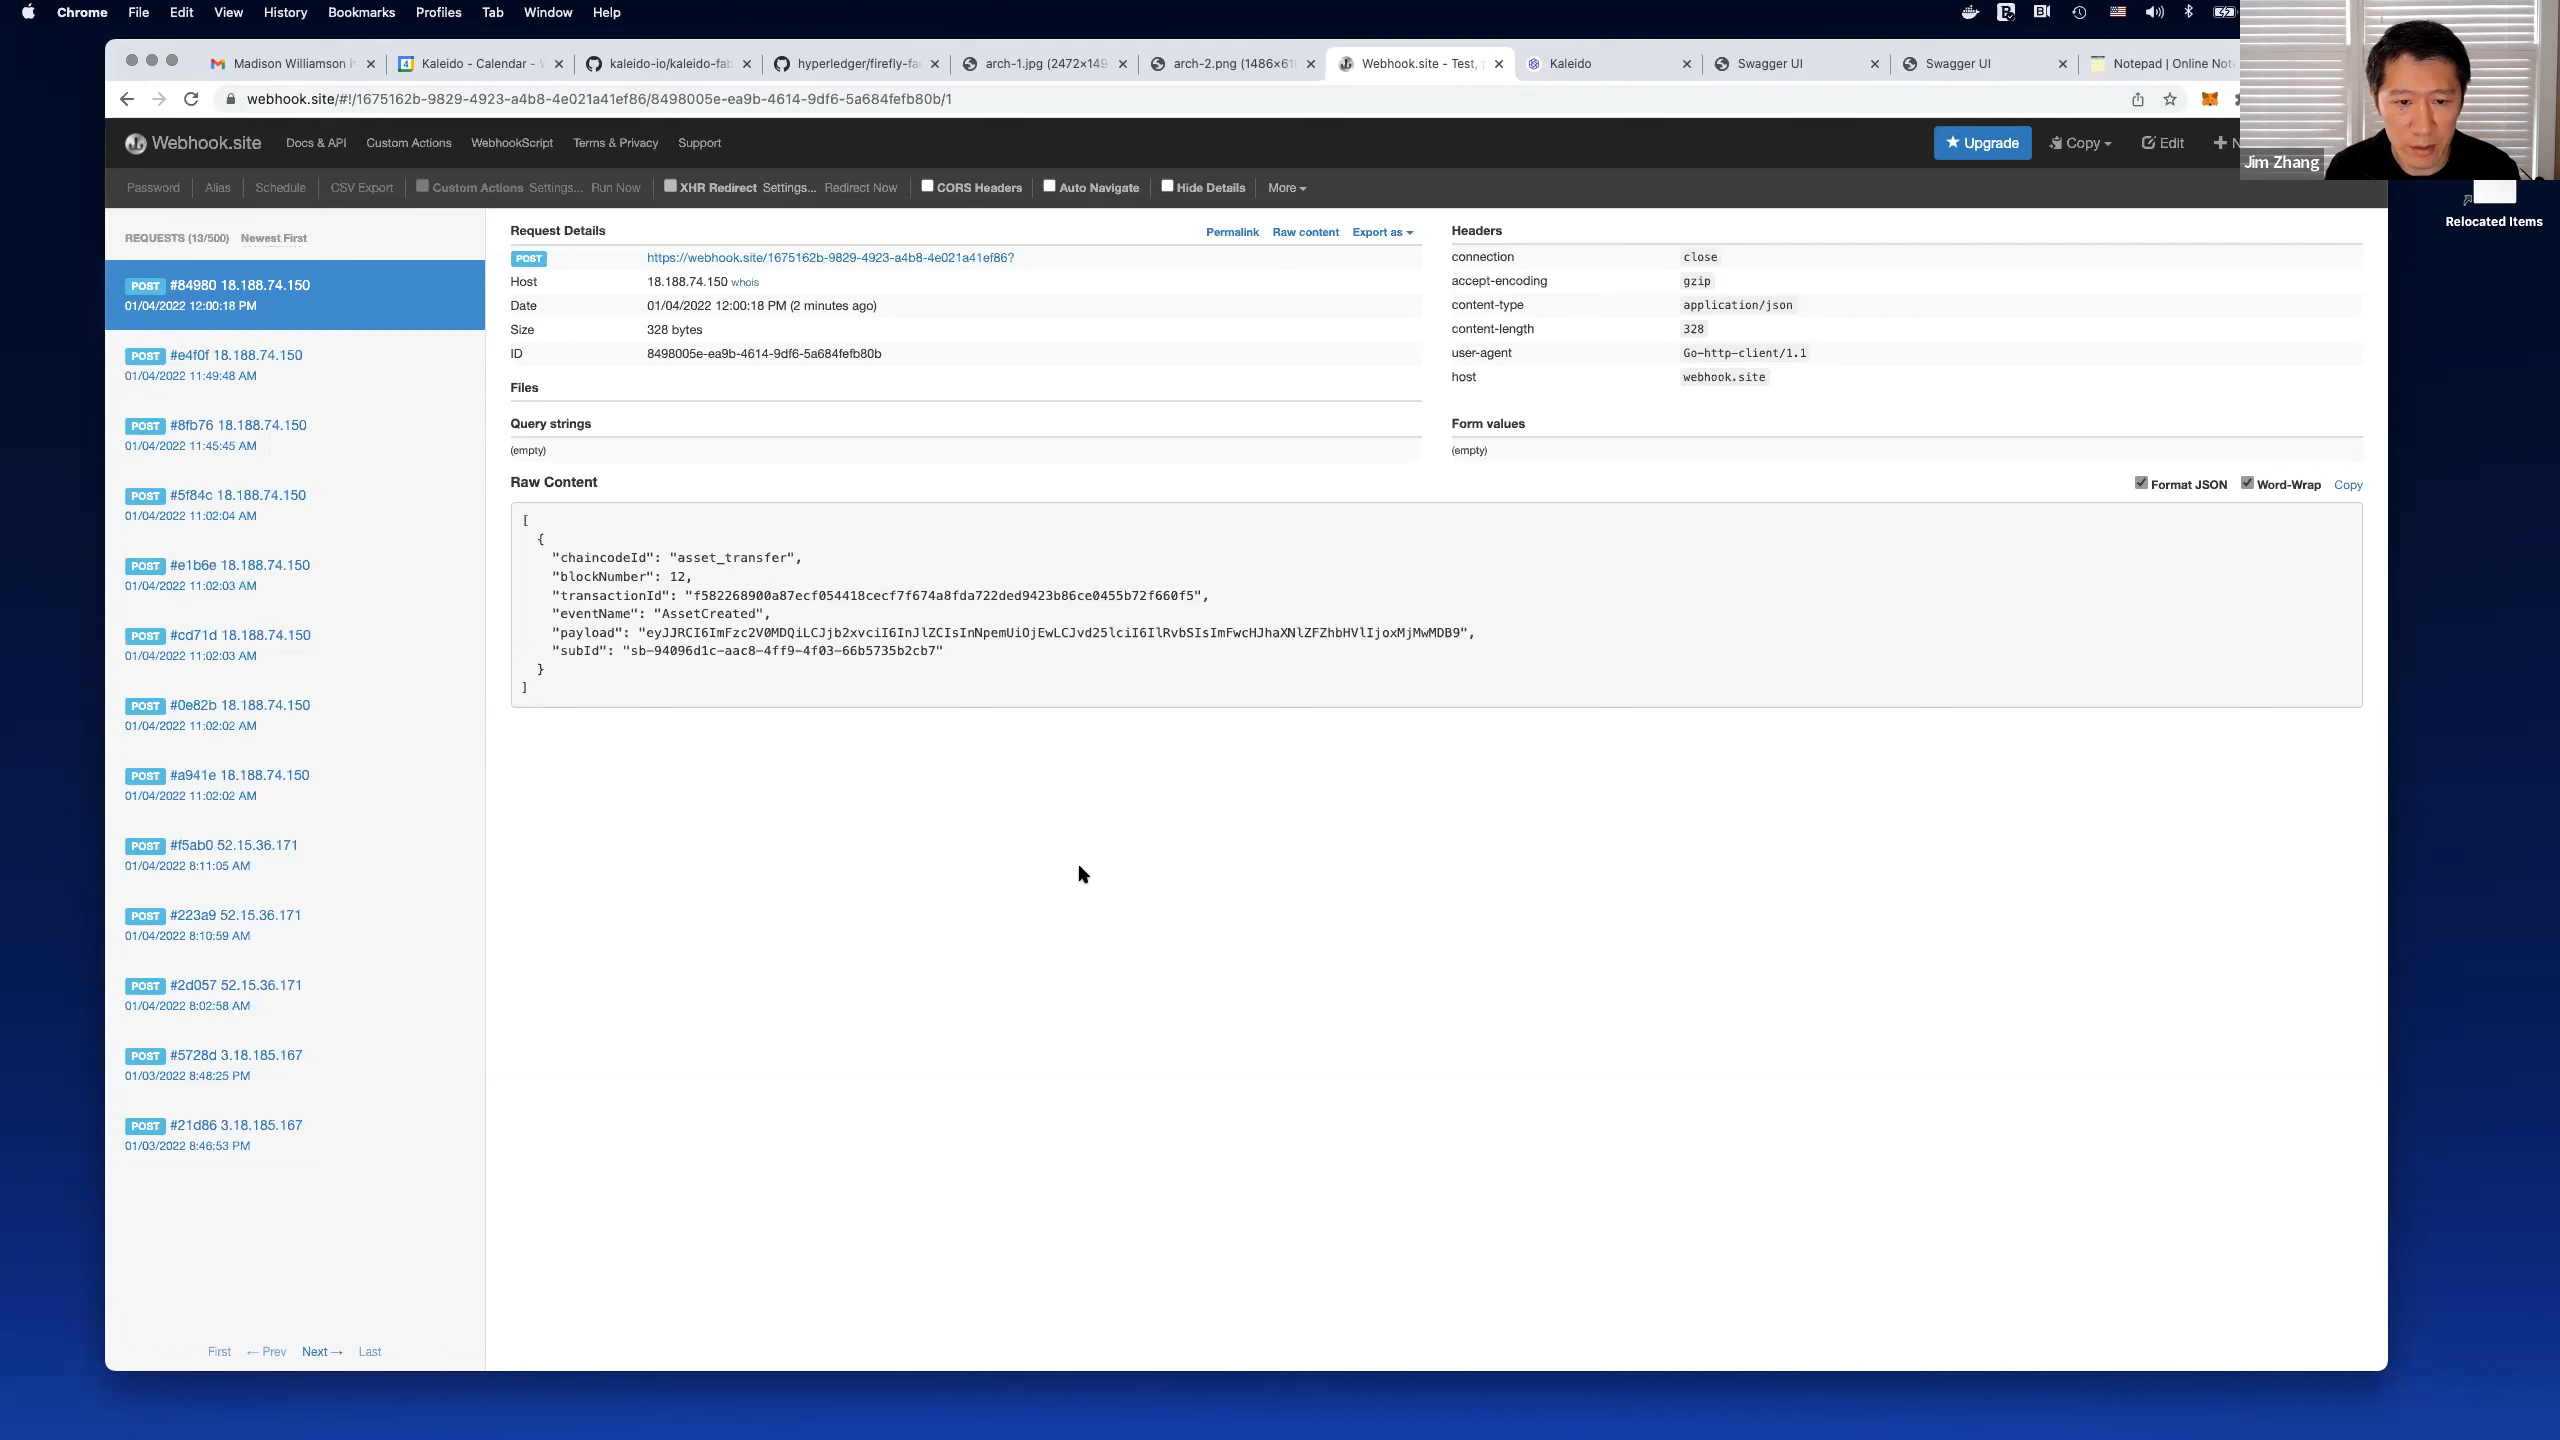 Chrome File Edit View History Bookmarks Profiles Tab Window Help
Madison Williamson
Kaleido - Calendar -
kaleido-io/kaleido-fab
hyperledger/firefly-fa
arch-1.jpg (2472×149
arch-2.png (1486×61
Webhook.site - Test,
Kaleido
Swagger UI
Swagger UI
Notepad | Online Not
webhook.site/#!/1675162b-9829-4923-a4b8-4e021a41ef86/8498005e-ea9b-4614-9df6-5a684fefb80b/1
Webhook.site Docs & API Custom Actions WebhookScript Terms & Privacy Support
Upgrade Copy Edit
Jim Zhang
Password Alias Schedule CSV Export Custom Actions Settings... Run Now XHR Redirect Settings... Redirect Now CORS Headers Auto Navigate Hide Details More
Relocated Items
REQUESTS (13/500) Newest First
POST #84980 18.188.74.150
01/04/2022 12:00:18 PM
POST #e4f0f 18.188.74.150
01/04/2022 11:49:48 AM
POST #8fb76 18.188.74.150
01/04/2022 11:45:45 AM
POST #5f84c 18.188.74.150
01/04/2022 11:02:04 AM
POST #e1b6e 18.188.74.150
01/04/2022 11:02:03 AM
POST #cd71d 18.188.74.150
01/04/2022 11:02:03 AM
POST #0e82b 18.188.74.150
01/04/2022 11:02:02 AM
POST #a941e 18.188.74.150
01/04/2022 11:02:02 AM
POST #f5ab0 52.15.36.171
01/04/2022 8:11:05 AM
POST #223a9 52.15.36.171
01/04/2022 8:10:59 AM
POST #2d057 52.15.36.171
01/04/2022 8:02:58 AM
POST #5728d 3.18.185.167
01/03/2022 8:48:25 PM
POST #21d86 3.18.185.167
01/03/2022 8:46:53 PM
First ← Prev Next → Last
Request Details Permalink Raw content Export as
POST https://webhook.site/1675162b-9829-4923-a4b8-4e021a41ef86?
Host 18.188.74.150 whois
Date 01/04/2022 12:00:18 PM (2 minutes ago)
Size 328 bytes
ID 8498005e-ea9b-4614-9df6-5a684fefb80b
Files
Query strings
(empty)
Headers
connection close
accept-encoding gzip
content-type application/json
content-length 328
user-agent Go-http-client/1.1
host webhook.site
Form values
(empty)
Raw Content
Format JSON Word-Wrap Copy
[
{
"chaincodeId": "asset_transfer",
"blockNumber": 12,
"transactionId": "f582268900a87ecf054418cecf7f674a8fda722ded9423b86ce0455b72f660f5",
"eventName": "AssetCreated",
"payload": "eyJJRCI6ImFzc2V0MDQiLCJjb2xvciI6InJlZCIsInNpemUiOjEwLCJvd25lciI6IlRvbSIsImFwcHJhaXNlZFZhbHVlIjoxMjMwMDB9",
"subId": "sb-94096d1c-aac8-4ff9-4f03-66b5735b2cb7"
}
]